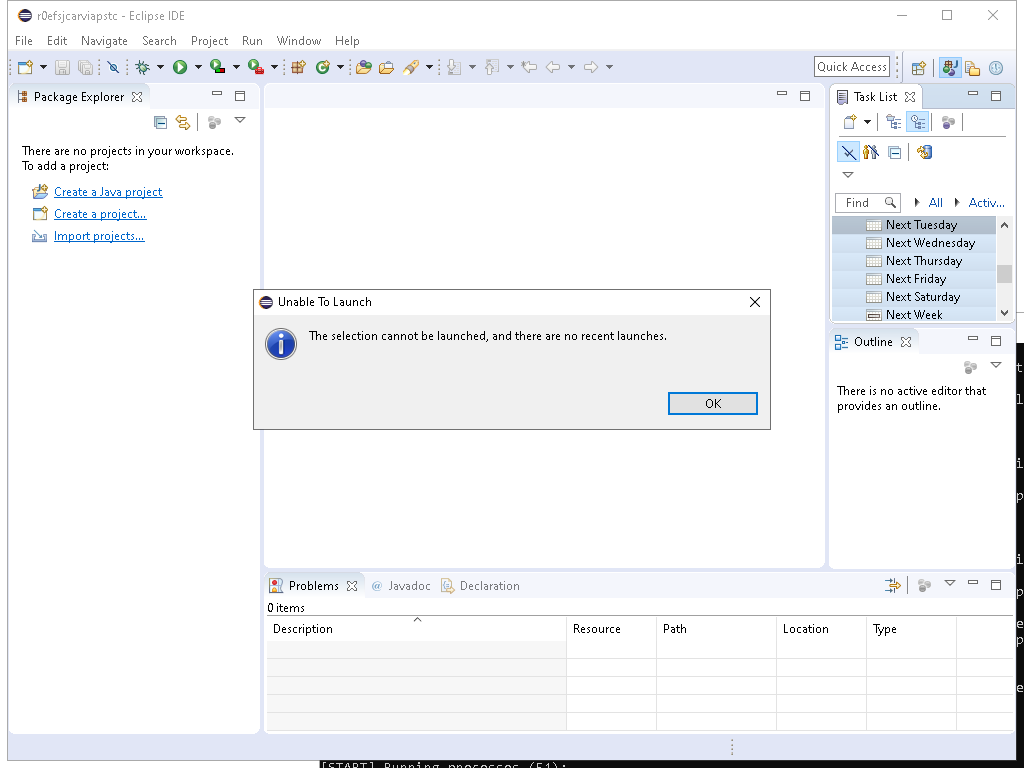 r0efsjcarviapstc - Eclipse IDE
File Edit Navigate Search Project Run Window Help
Quick Access
Package Explorer
There are no projects in your workspace.
To add a project:
Create a Java project
Create a project...
Import projects...
Task List
Find All Activ...
Next Tuesday
Next Wednesday
Next Thursday
Next Friday
Next Saturday
Next Week
Unable To Launch
The selection cannot be launched, and there are no recent launches.
OK
Outline
There is no active editor that
provides an outline.
Problems @ Javadoc Declaration
0 items
Description Resource Path Location Type